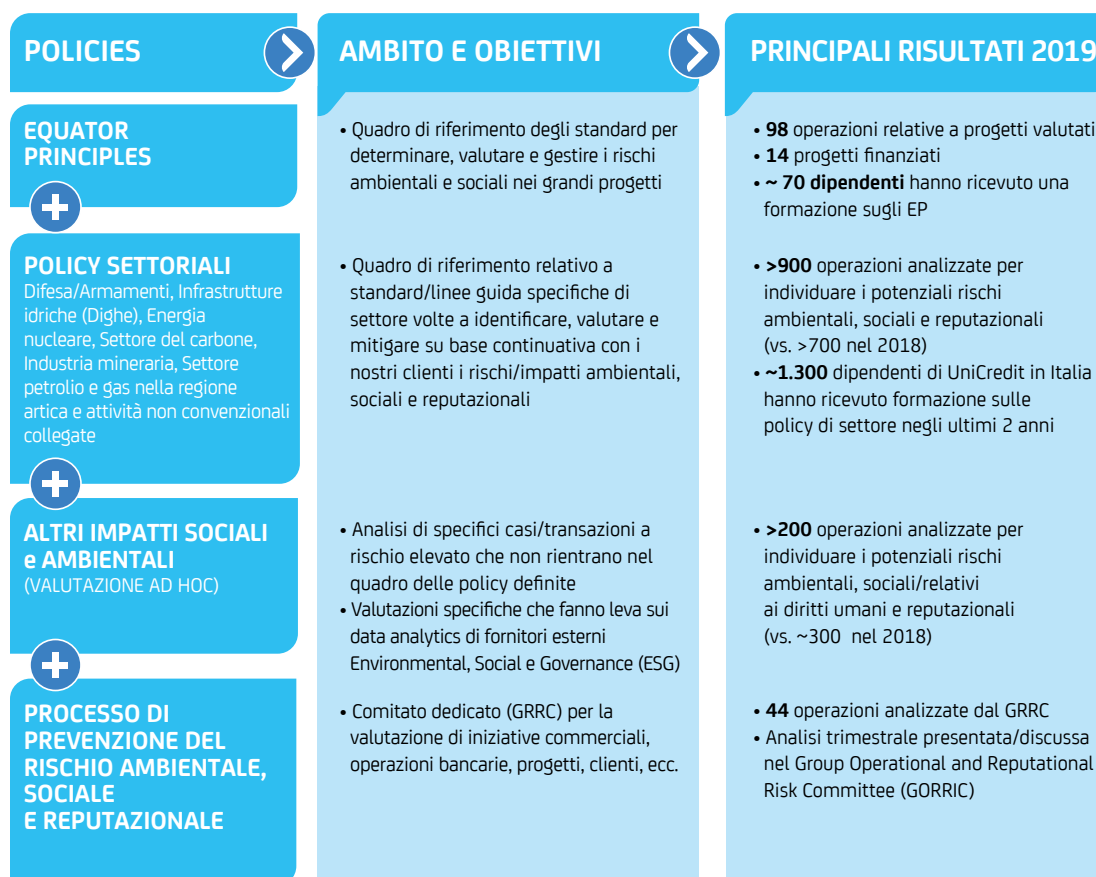 POLICIES
AMBITO E OBIETTIVI
PRINCIPALI RISULTATI 2019
EQUATOR
PRINCIPLES
• Quadro di riferimento degli standard per
determinare, valutare e gestire i rischi
ambientali e sociali nei grandi progetti
• 98 operazioni relative a progetti valutati
• 14 progetti finanziati
• ~ 70 dipendenti hanno ricevuto una
formazione sugli EP
POLICY SETTORIALI
Difesa/Armamenti, Infrastrutture
idriche (Dighe), Energia
nucleare, Settore del carbone,
Industria mineraria, Settore
petrolio e gas nella regione
artica e attività non convenzionali
collegate
• Quadro di riferimento relativo a
standard/linee guida specifiche di
settore volte a identificare, valutare e
mitigare su base continuativa con i
nostri clienti i rischi/impatti ambientali,
sociali e reputazionali
• >900 operazioni analizzate per
individuare i potenziali rischi
ambientali, sociali e reputazionali
(vs. >700 nel 2018)
• ~1.300 dipendenti di UniCredit in Italia
hanno ricevuto formazione sulle
policy di settore negli ultimi 2 anni
ALTRI IMPATTI SOCIALI
e AMBIENTALI
(VALUTAZIONE AD HOC)
• Analisi di specifici casi/transazioni a
rischio elevato che non rientrano nel
quadro delle policy definite
• Valutazioni specifiche che fanno leva sui
data analytics di fornitori esterni
Environmental, Social e Governance (ESG)
• >200 operazioni analizzate per
individuare i potenziali rischi
ambientali, sociali/relativi
ai diritti umani e reputazionali
(vs. ~300 nel 2018)
PROCESSO DI
PREVENZIONE DEL
RISCHIO AMBIENTALE,
SOCIALE
E REPUTAZIONALE
• Comitato dedicato (GRRC) per la
valutazione di iniziative commerciali,
operazioni bancarie, progetti, clienti, ecc.
• 44 operazioni analizzate dal GRRC
• Analisi trimestrale presentata/discussa
nel Group Operational and Reputational
Risk Committee (GORRIC)